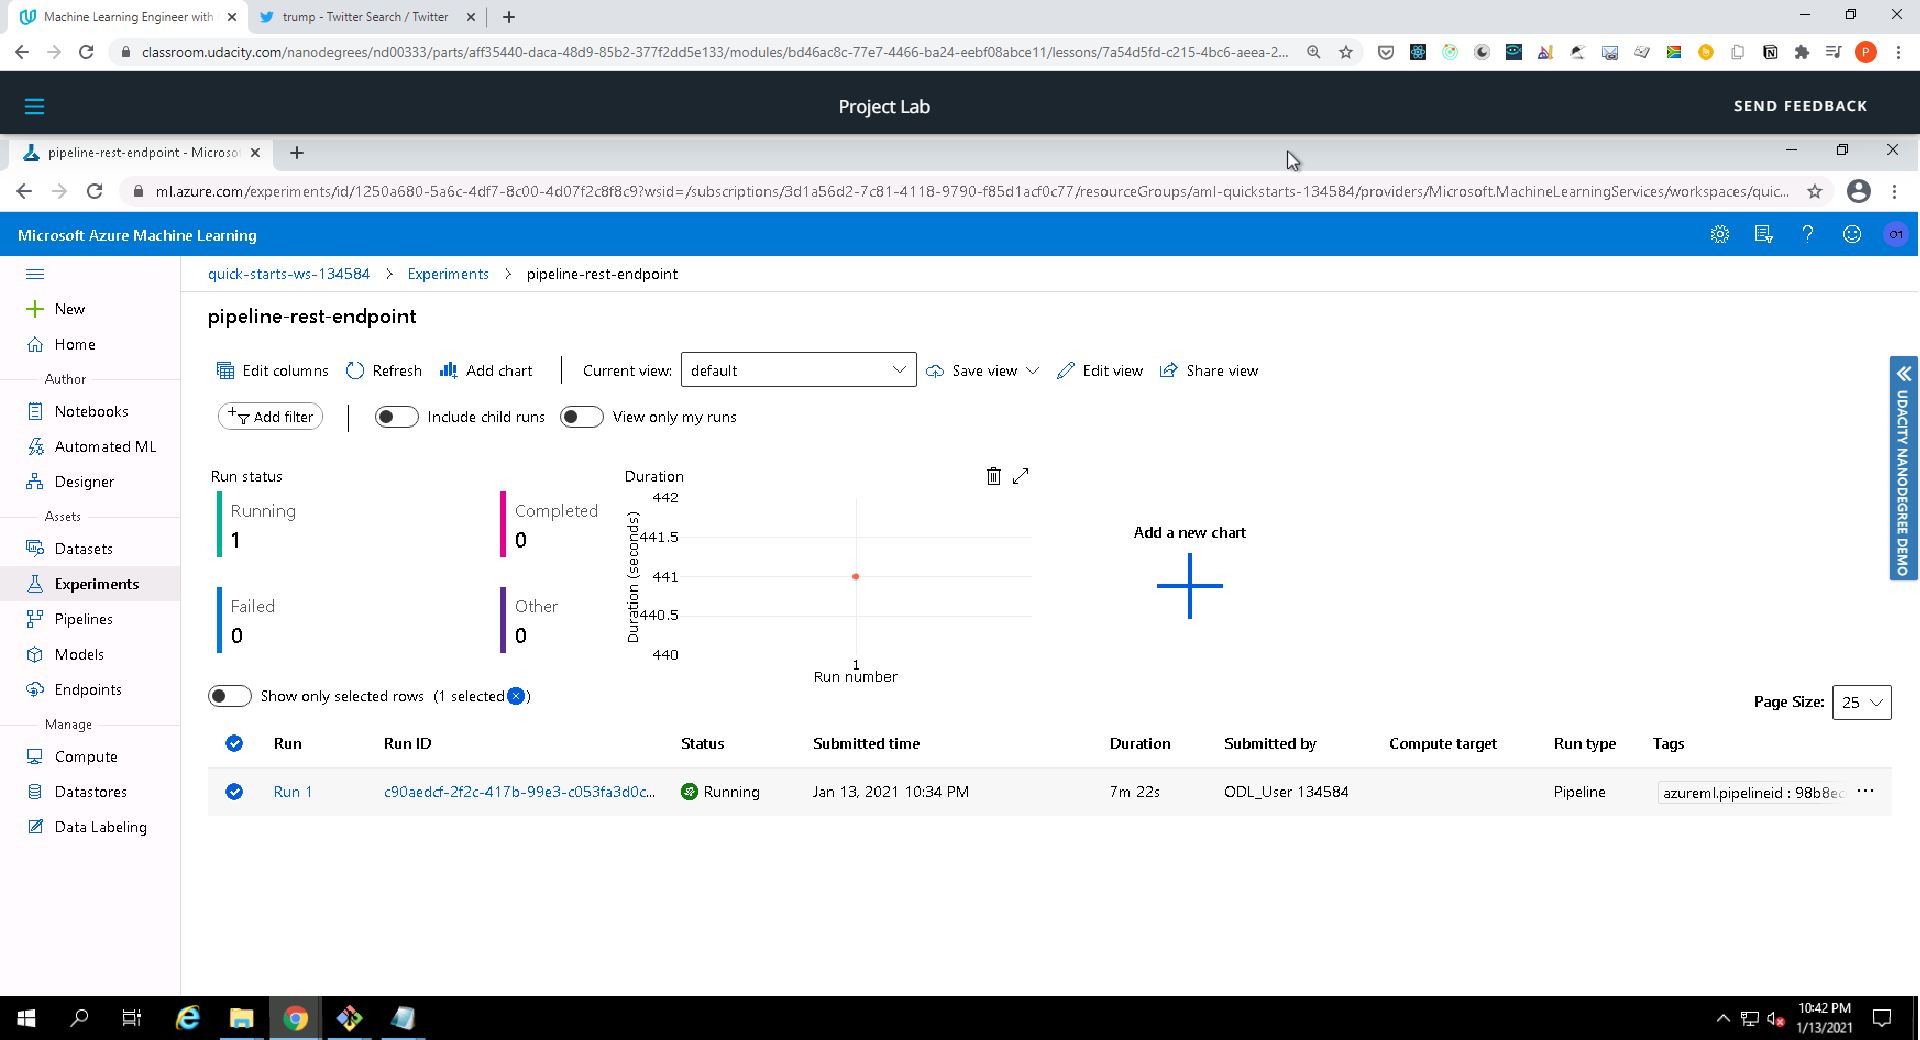 Machine Learning Engineer with
trump - Twitter Search / Twitter
classroom.udacity.com/nanodegrees/nd00333/parts/aff35440-daca-48d9-85b2-377f2dd5e133/modules/bd46ac8c-77e7-4466-ba24-eebf08abce11/lessons/7a54d5fd-c215-4bc6-aeea-2...
P
Project Lab
SEND FEEDBACK
pipeline-rest-endpoint - Microso
ml.azure.com/experiments/id/1250a680-5a6c-4df7-8c00-4d07f2c8f8c9?wsid=/subscriptions/3d1a56d2-7c81-4118-9790-f85d1acf0c77/resourceGroups/aml-quickstarts-134584/providers/Microsoft.MachineLearningServices/workspaces/quic...
Microsoft Azure Machine Learning
O1
quick-starts-ws-134584 > Experiments > pipeline-rest-endpoint
New
Home
Author
Notebooks
Automated ML
Designer
Assets
Datasets
Experiments
Pipelines
Models
Endpoints
Manage
Compute
Datastores
Data Labeling
pipeline-rest-endpoint
Edit columns Refresh Add chart Current view: default Save view Edit view Share view
Add filter Include child runs View only my runs
Run status
Running
1
Completed
0
Failed
0
Other
0
Duration
Duration (seconds)
442
441.5
441
440.5
440
1
Run number
Add a new chart
UDACITY NANODEGREE DEMO
Show only selected rows (1 selected )
Page Size: 25
Run Run ID Status Submitted time Duration Submitted by Compute target Run type Tags
Run 1 c90aedcf-2f2c-417b-99e3-c053fa3d0c... Running Jan 13, 2021 10:34 PM 7m 22s ODL_User 134584 Pipeline azureml.pipelineid : 98b8ec ...
10:42 PM
1/13/2021